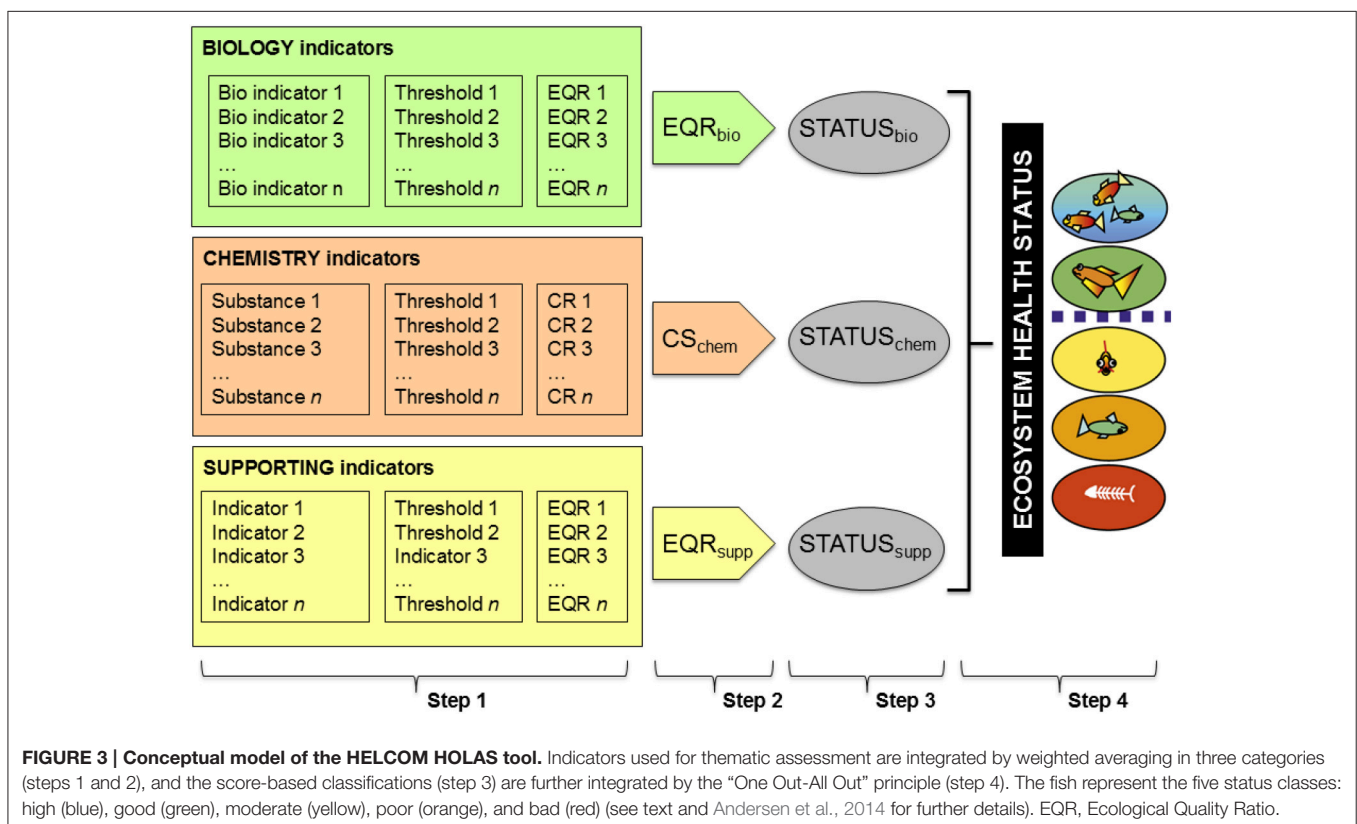 BIOLOGY indicators
Bio indicator 1
Bio indicator 2
Bio indicator 3
...
Bio indicator n
Threshold 1
Threshold 2
Threshold 3
...
Threshold n
EQR 1
EQR 2
EQR 3
...
EQR n
EQRbio
STATUSbio
CHEMISTRY indicators
Substance 1
Substance 2
Substance 3
...
Substance n
Threshold 1
Threshold 2
Threshold 3
...
Threshold n
CR 1
CR 2
CR 3
...
CR n
CSchem
STATUSchem
SUPPORTING indicators
Indicator 1
Indicator 2
Indicator 3
...
Indicator n
Threshold 1
Threshold 2
Indicator 3
...
Threshold n
EQR 1
EQR 2
EQR 3
...
EQR n
EQRsupp
STATUSsupp
ECOSYSTEM HEALTH STATUS
Step 1
Step 2
Step 3
Step 4
FIGURE 3 | Conceptual model of the HELCOM HOLAS tool. Indicators used for thematic assessment are integrated by weighted averaging in three categories
(steps 1 and 2), and the score-based classifications (step 3) are further integrated by the “One Out-All Out” principle (step 4). The fish represent the five status classes:
high (blue), good (green), moderate (yellow), poor (orange), and bad (red) (see text and Andersen et al., 2014 for further details). EQR, Ecological Quality Ratio.